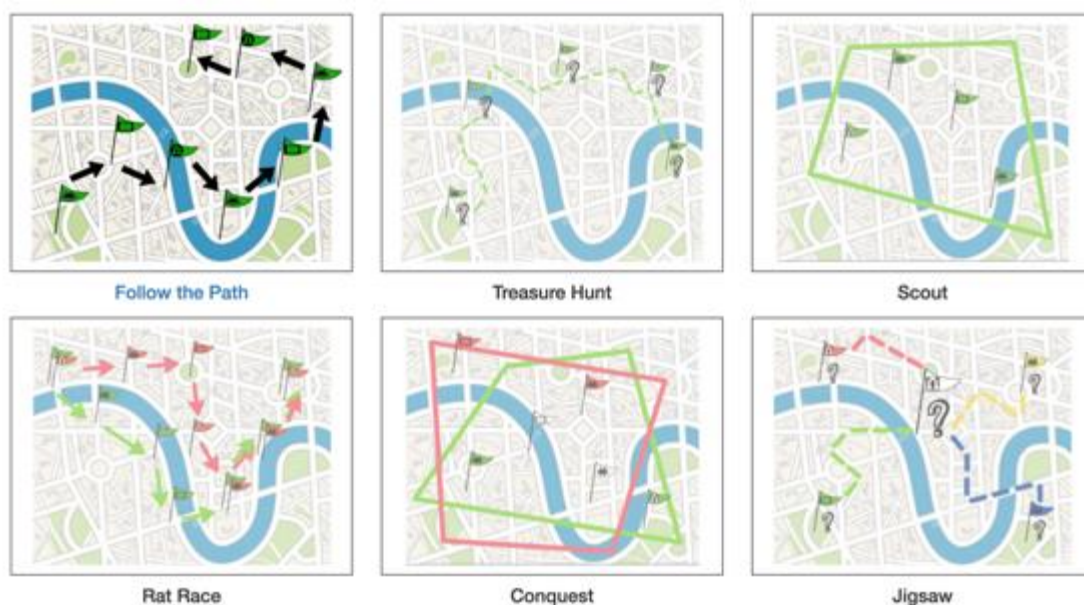 Follow the Path
Treasure Hunt
Scout
Rat Race
Conquest
Jigsaw